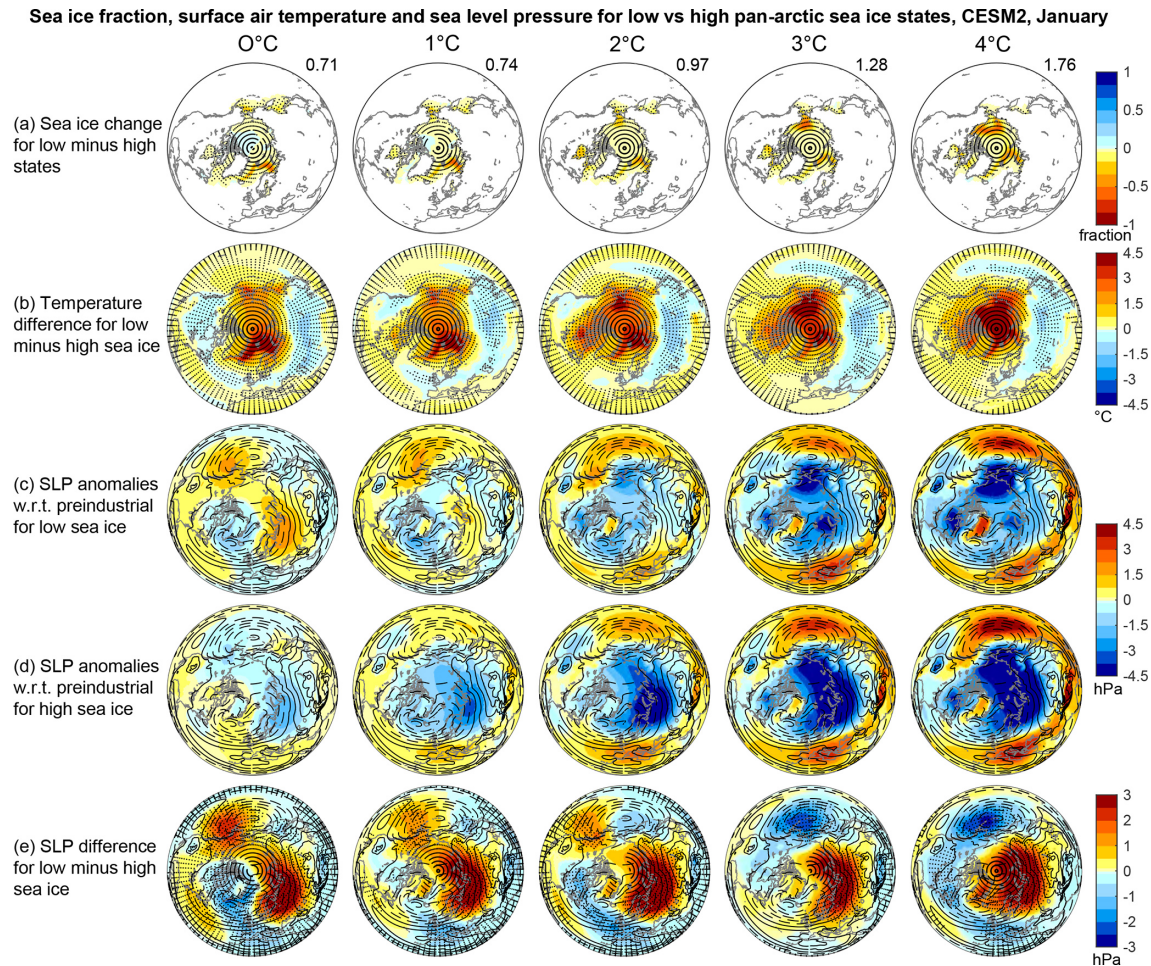 Sea ice fraction, surface air temperature and sea level pressure for low vs high pan-arctic sea ice states, CESM2, January
O°C 1°C 2°C 3°C 4°C
0.71 0.74 0.97 1.28 1.76
(a) Sea ice change
for low minus high
states
1
0.5
0
-0.5
-1
fraction
(b) Temperature
difference for low
minus high sea ice
4.5
3
1.5
0
-1.5
-3
-4.5
°C
(c) SLP anomalies
w.r.t. preindustrial
for low sea ice
4.5
3
1.5
0
-1.5
-3
-4.5
hPa
(d) SLP anomalies
w.r.t. preindustrial
for high sea ice
(e) SLP difference
for low minus high
sea ice
3
2
1
0
-1
-2
-3
hPa